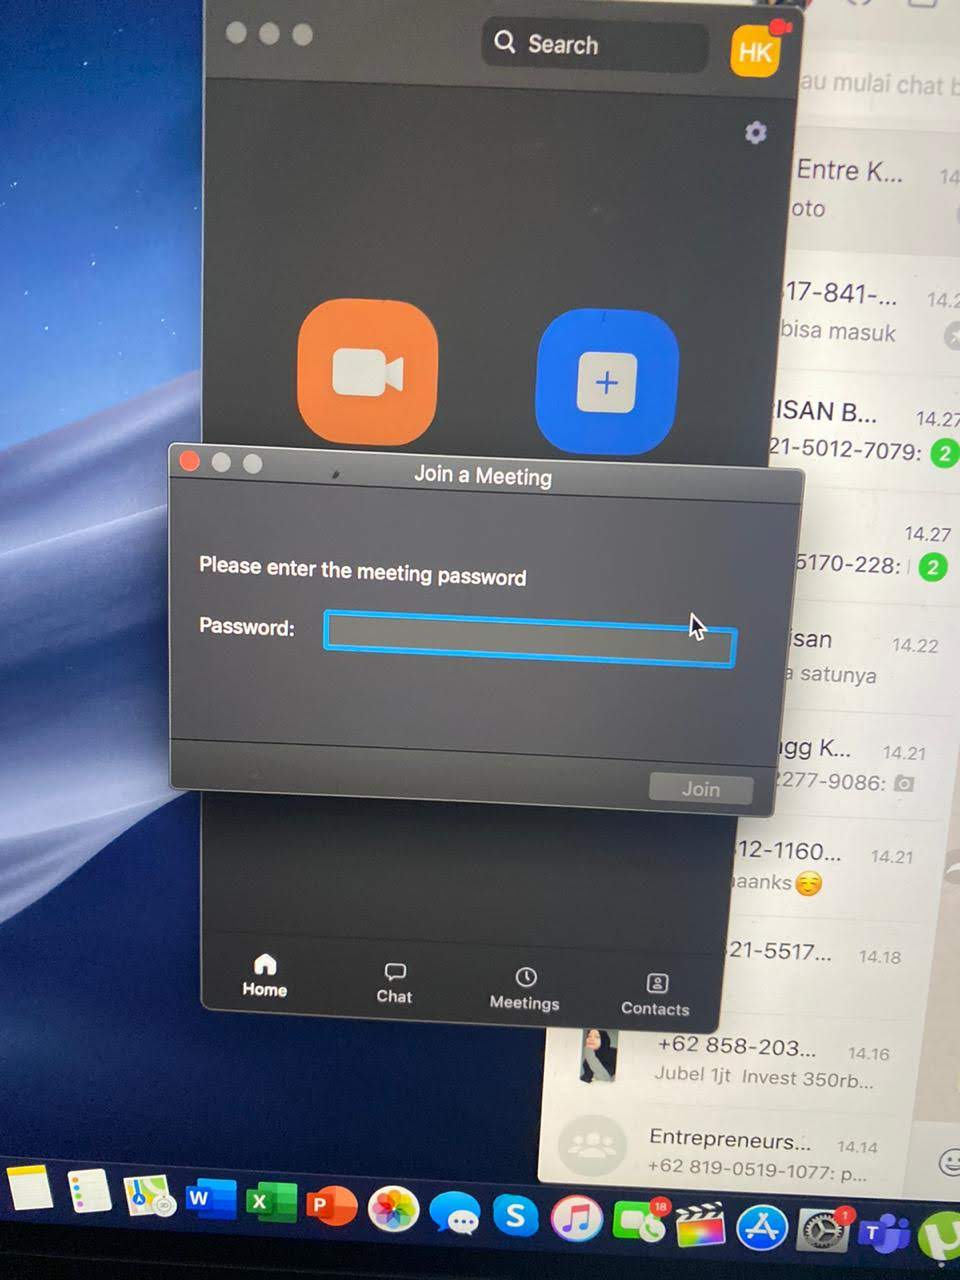 Search
HK
au mulai chat b
Entre K...
14
oto
17-841-...
14.2
bisa masuk
ISAN B...
14.27
21-5012-7079:
2
14.27
5170-228:
2
Join a Meeting
Please enter the meeting password
Password:
Join
san
14.22
a satunya
gg K...
14.21
2277-9086:
12-1160...
14.21
aanks☺️
21-5517...
14.18
Home
Chat
Meetings
Contacts
+62 858-203...
14.16
Jubel 1jt Invest 350rb...
Entrepreneurs...
14.14
+62 819-0519-1077: p...
W
X
P
S
18
1
T